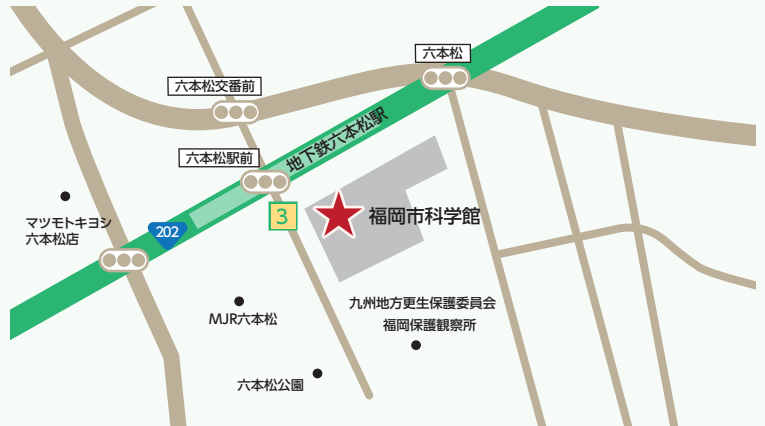 六本松
六本松交番前
地下鉄六本松駅
六本松駅前
マツモトキヨシ
六本松店
202
3
福岡市科学館
九州地方更生保護委員会
福岡保護観察所
MJR六本松
六本松公園